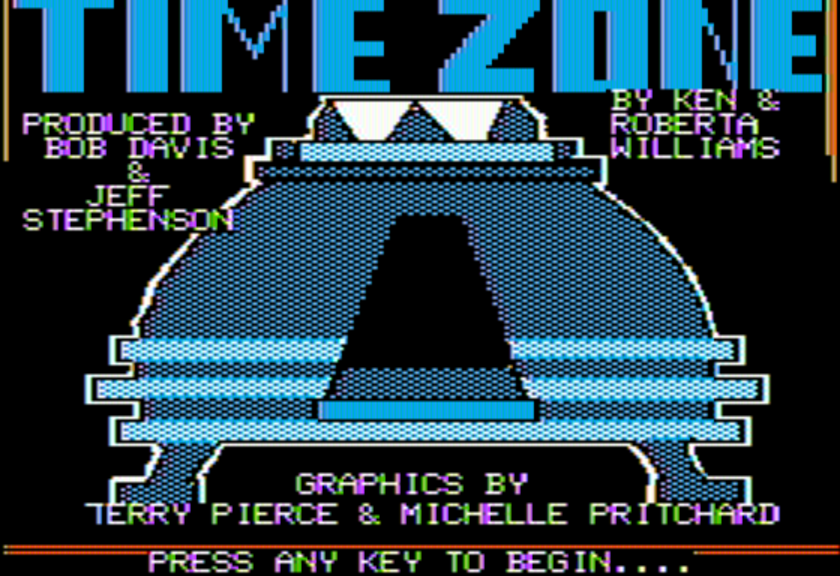 TIME ZONE
PRODUCED BY
BOB DAVIS
&
JEFF
STEPHENSON
BY KEN &
ROBERTA
WILLIAMS
GRAPHICS BY
TERRY PIERCE & MICHELLE PRITCHARD
PRESS ANY KEY TO BEGIN....